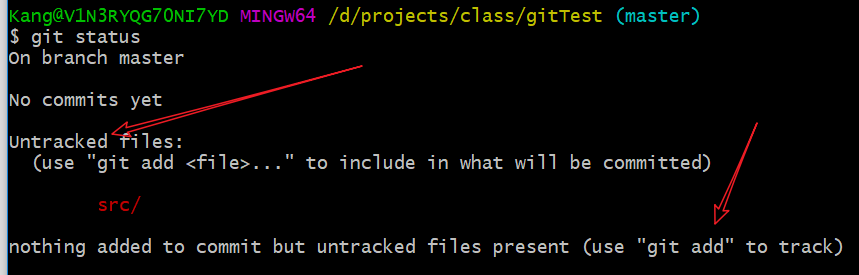 Kang@V1N3RYQG70NI7YD MINGW64 /d/projects/class/gitTest (master)
$ git status
On branch master
No commits yet
Untracked files:
(use "git add <file>..." to include in what will be committed)
src/
nothing added to commit but untracked files present (use "git add" to track)